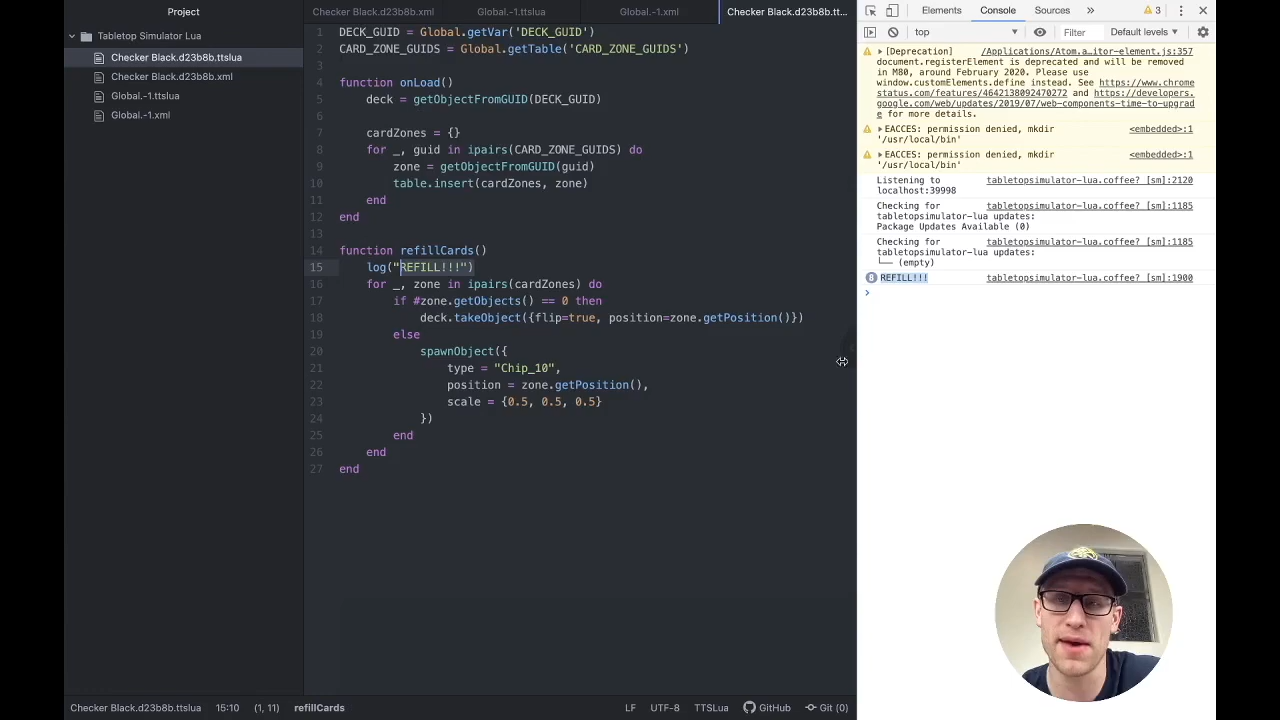 Project
Tabletop Simulator Lua
Checker Black.d23b8b.ttslua
Checker Black.d23b8b.xml
Global.-1.ttslua
Global.-1.xml
Checker Black.d23b8b.xml
Global.-1.ttslua
Global.-1.xml
Checker Black.d23b8b.tt...
1 DECK_GUID = Global.getVar('DECK_GUID')
2 CARD_ZONE_GUIDS = Global.getTable('CARD_ZONE_GUIDS')
3
4 function onLoad()
5 deck = getObjectFromGUID(DECK_GUID)
6
7 cardZones = {}
8 for _, guid in ipairs(CARD_ZONE_GUIDS) do
9 zone = getObjectFromGUID(guid)
10 table.insert(cardZones, zone)
11 end
12 end
13
14 function refillCards()
15 log("REFILL!!!")
16 for _, zone in ipairs(cardZones) do
17 if #zone.getObjects() == 0 then
18 deck.takeObject({flip=true, position=zone.getPosition()})
19 else
20 spawnObject({
21 type = "Chip_10",
22 position = zone.getPosition(),
23 scale = {0.5, 0.5, 0.5}
24 })
25 end
26 end
27 end
Checker Black.d23b8b.ttslua 15:10 (1, 11) refillCards LF UTF-8 TTSLua GitHub Git (0)
Elements Console Sources » 3
top Filter Default levels
[Deprecation] /Applications/Atom.a…itor-element.js:357
document.registerElement is deprecated and will be removed
in M80, around February 2020. Please use
window.customElements.define instead. See https://www.chrome
status.com/features/4642138092470272 and https://developers.
google.com/web/updates/2019/07/web-components-time-to-upgrad
e for more details.
EACCES: permission denied, mkdir <embedded>:1
'/usr/local/bin'
EACCES: permission denied, mkdir <embedded>:1
'/usr/local/bin'
Listening to tabletopsimulator-lua.coffee? [sm]:2120
localhost:39998
Checking for tabletopsimulator-lua.coffee? [sm]:1185
tabletopsimulator-lua updates:
Package Updates Available (0)
Checking for tabletopsimulator-lua.coffee? [sm]:1185
tabletopsimulator-lua updates:
└── (empty)
8 REFILL!!! tabletopsimulator-lua.coffee? [sm]:1900